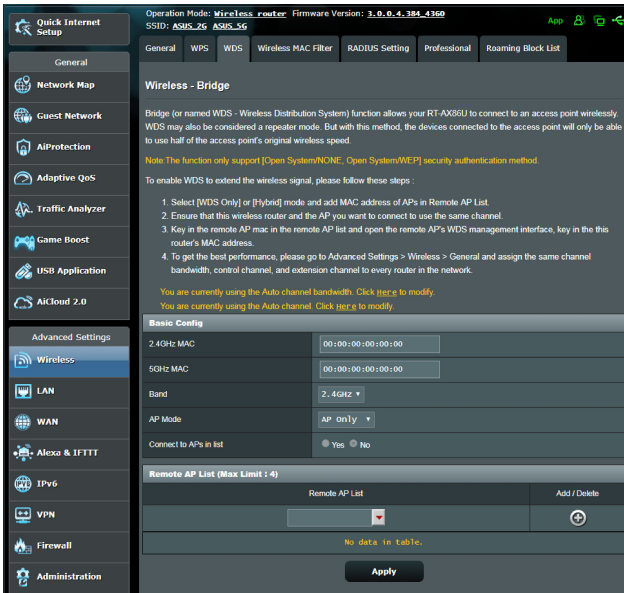 Quick Internet
Setup
General
Network Map
Guest Network
AiProtection
Adaptive QoS
Traffic Analyzer
Game Boost
USB Application
AiCloud 2.0
Advanced Settings
Wireless
LAN
WAN
Alexa & IFTTT
IPv6
VPN
Firewall
Administration
Operation Mode: Wireless router Firmware Version: 3.0.0.4.384_4360
SSID: ASUS_2G ASUS_5G
App
General WPS WDS Wireless MAC Filter RADIUS Setting Professional Roaming Block List
Wireless - Bridge
Bridge (or named WDS - Wireless Distribution System) function allows your RT-AX86U to connect to an access point wirelessly.
WDS may also be considered a repeater mode. But with this method, the devices connected to the access point will only be able
to use half of the access point's original wireless speed.
Note:The function only support [Open System/NONE, Open System/WEP] security authentication method.
To enable WDS to extend the wireless signal, please follow these steps :
1. Select [WDS Only] or [Hybrid] mode and add MAC address of APs in Remote AP List.
2. Ensure that this wireless router and the AP you want to connect to use the same channel.
3. Key in the remote AP mac in the remote AP list and open the remote AP's WDS management interface, key in the this
router's MAC address.
4. To get the best performance, please go to Advanced Settings > Wireless > General and assign the same channel
bandwidth, control channel, and extension channel to every router in the network.
You are currently using the Auto channel bandwidth. Click Here to modify.
You are currently using the Auto channel. Click Here to modify.
Basic Config
2.4GHz MAC 00:00:00:00:00:00
5GHz MAC 00:00:00:00:00:00
Band 2.4GHz
AP Mode AP Only
Connect to APs in list Yes No
Remote AP List (Max Limit : 4)
Remote AP List Add / Delete
No data in table.
Apply